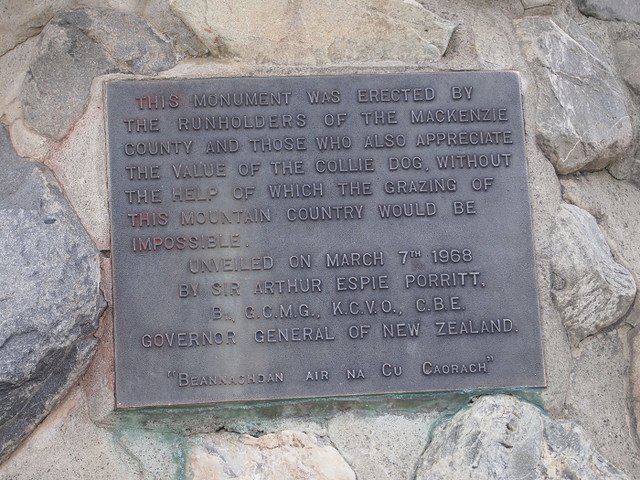 THIS MONUMENT WAS ERECTED BY
THE RUNHOLDERS OF THE MACKENZIE
COUNTY AND THOSE WHO ALSO APPRECIATE
THE VALUE OF THE COLLIE DOG, WITHOUT
THE HELP OF WHICH THE GRAZING OF
THIS MOUNTAIN COUNTRY WOULD BE
IMPOSSIBLE.
UNVEILED ON MARCH 7TH 1968
BY SIR ARTHUR ESPIE PORRITT,
BT., G.C.M.G., K.C.V.O., C.B.E.
GOVERNOR GENERAL OF NEW ZEALAND.
"BEANNACHDAN AIR NA CU CAORACH"